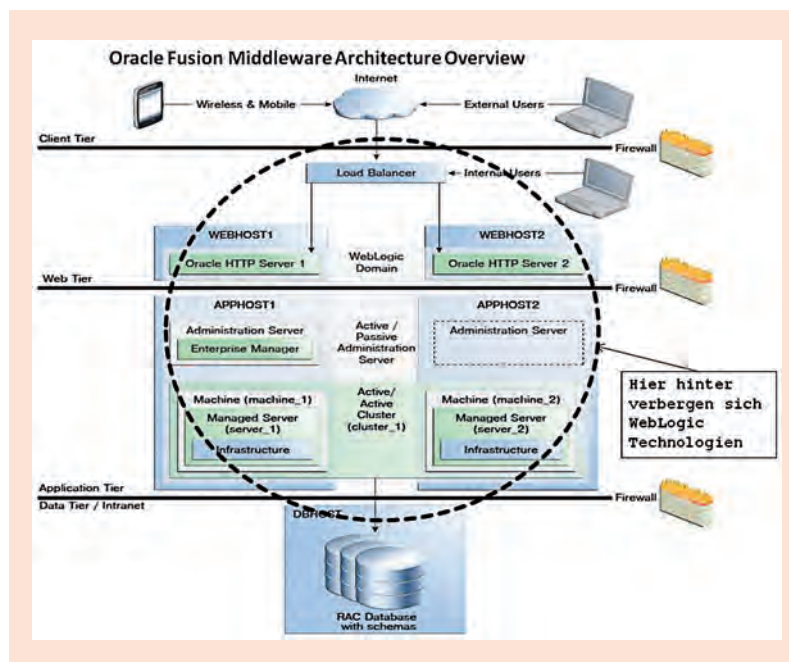 Oracle Fusion Middleware Architecture Overview
Internet
Wireless & Mobile
External Users
Client Tier
Firewall
Load Balancer
Internal Users
WEBHOST1
WEBHOST2
Oracle HTTP Server 1
WebLogic
Domain
Oracle HTTP Server 2
Web Tier
Firewall
APPHOST1
APPHOST2
Administration Server
Enterprise Manager
Active /
Passive
Administration
Server
Administration Server
Hier hinter
verbergen sich
WebLogic
Technologien
Machine (machine_1)
Managed Server
(server_1)
Infrastructure
Active/
Active
Cluster
(cluster_1)
Machine (machine_2)
Managed Server
(server_2)
Infrastructure
Application Tier
Firewall
Data Tier / Intranet
DBHOST
RAC Database
with schemas